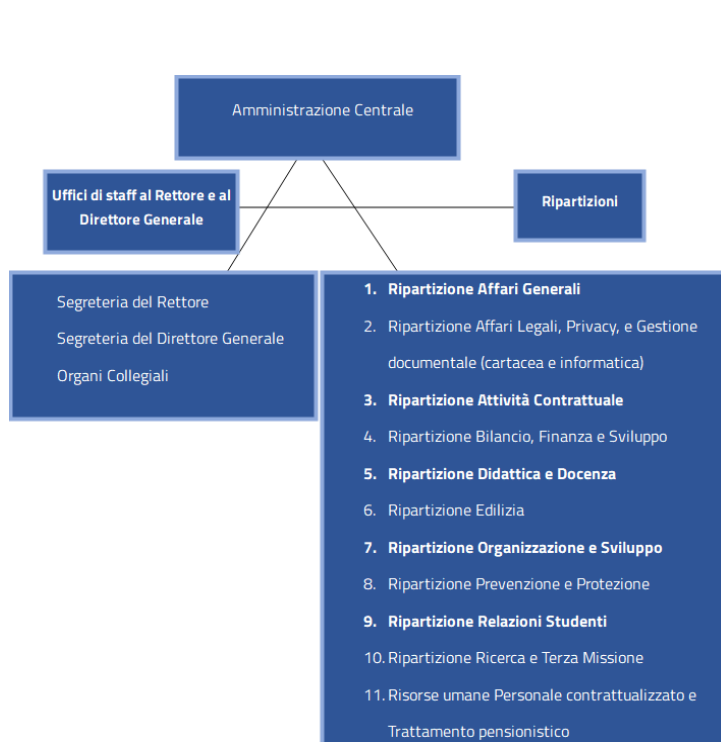 Amministrazione Centrale
Uffici di staff al Rettore e al
Direttore Generale
Ripartizioni
Segreteria del Rettore
Segreteria del Direttore Generale
Organi Collegiali
1. Ripartizione Affari Generali
2. Ripartizione Affari Legali, Privacy, e Gestione
documentale (cartacea e informatica)
3. Ripartizione Attività Contrattuale
4. Ripartizione Bilancio, Finanza e Sviluppo
5. Ripartizione Didattica e Docenza
6. Ripartizione Edilizia
7. Ripartizione Organizzazione e Sviluppo
8. Ripartizione Prevenzione e Protezione
9. Ripartizione Relazioni Studenti
10. Ripartizione Ricerca e Terza Missione
11. Risorse umane Personale contrattualizzato e
Trattamento pensionistico